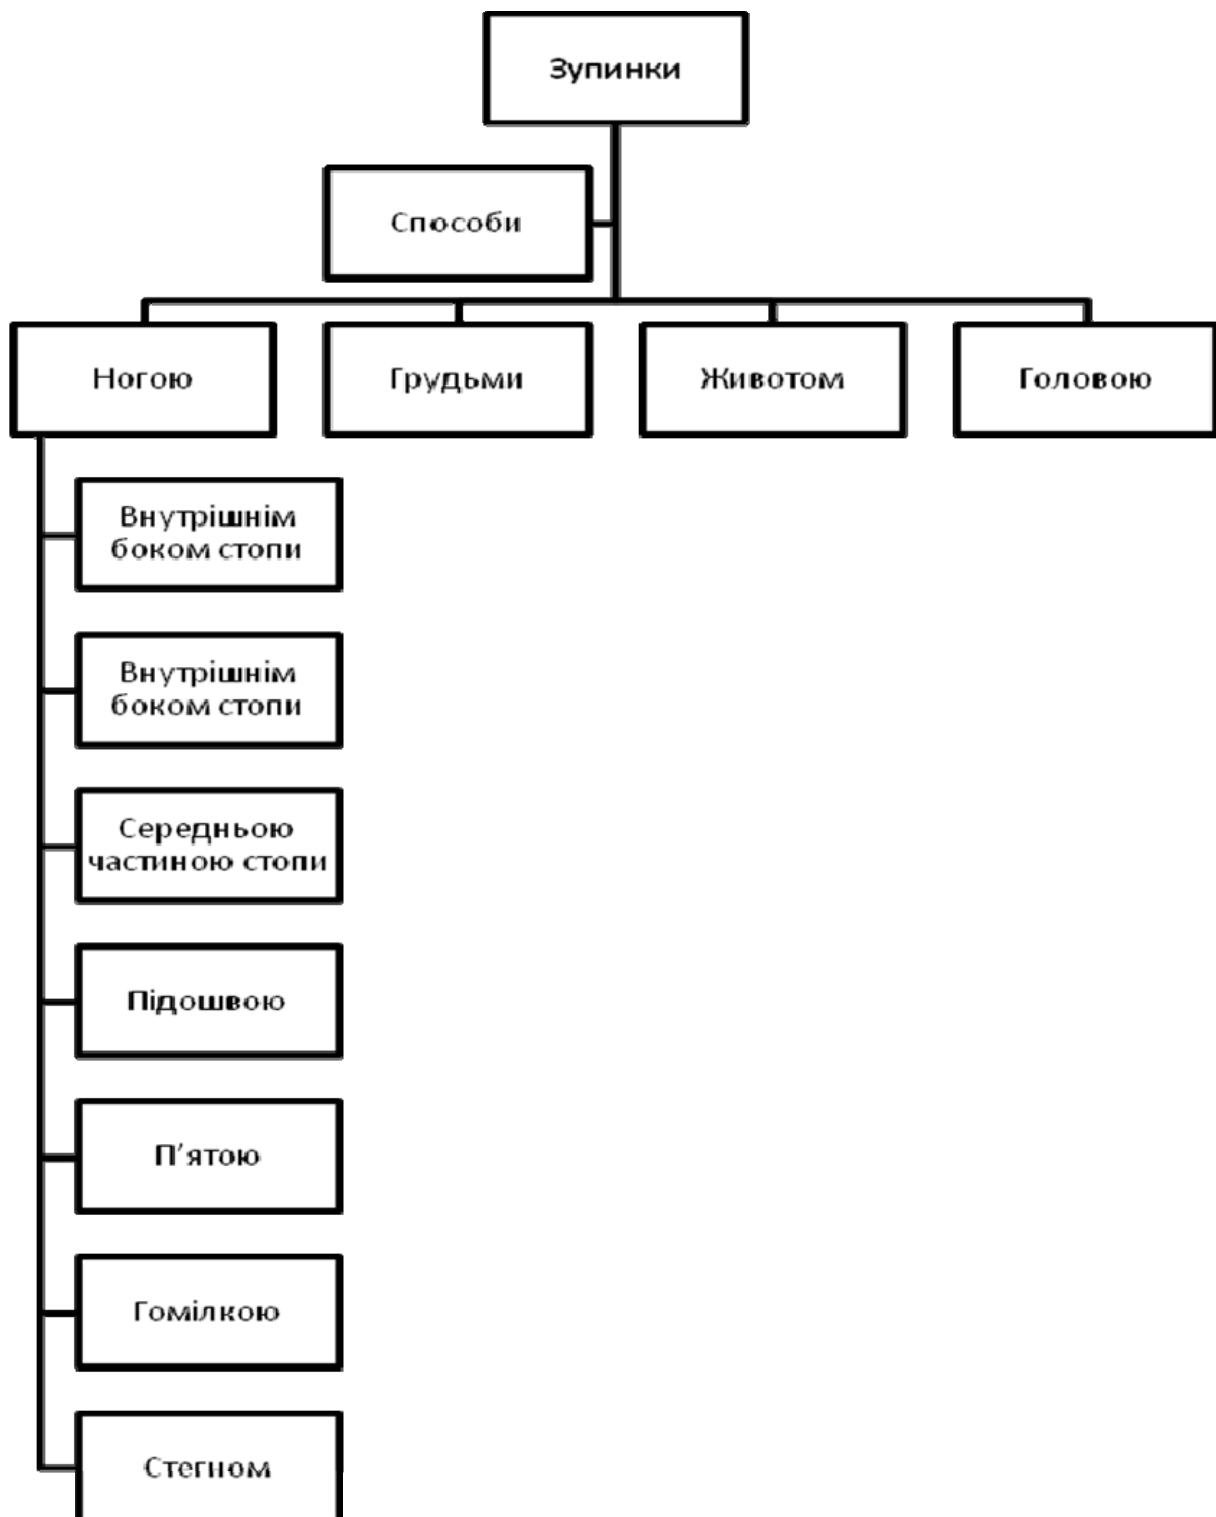 Зупинки
Способи
Ногою
Грудьми
Животом
Головою
Внутрішнім
боком стопи
Внутрішнім
боком стопи
Середньою
частиною стопи
Підошвою
П’ятою
Гомілкою
Стегном